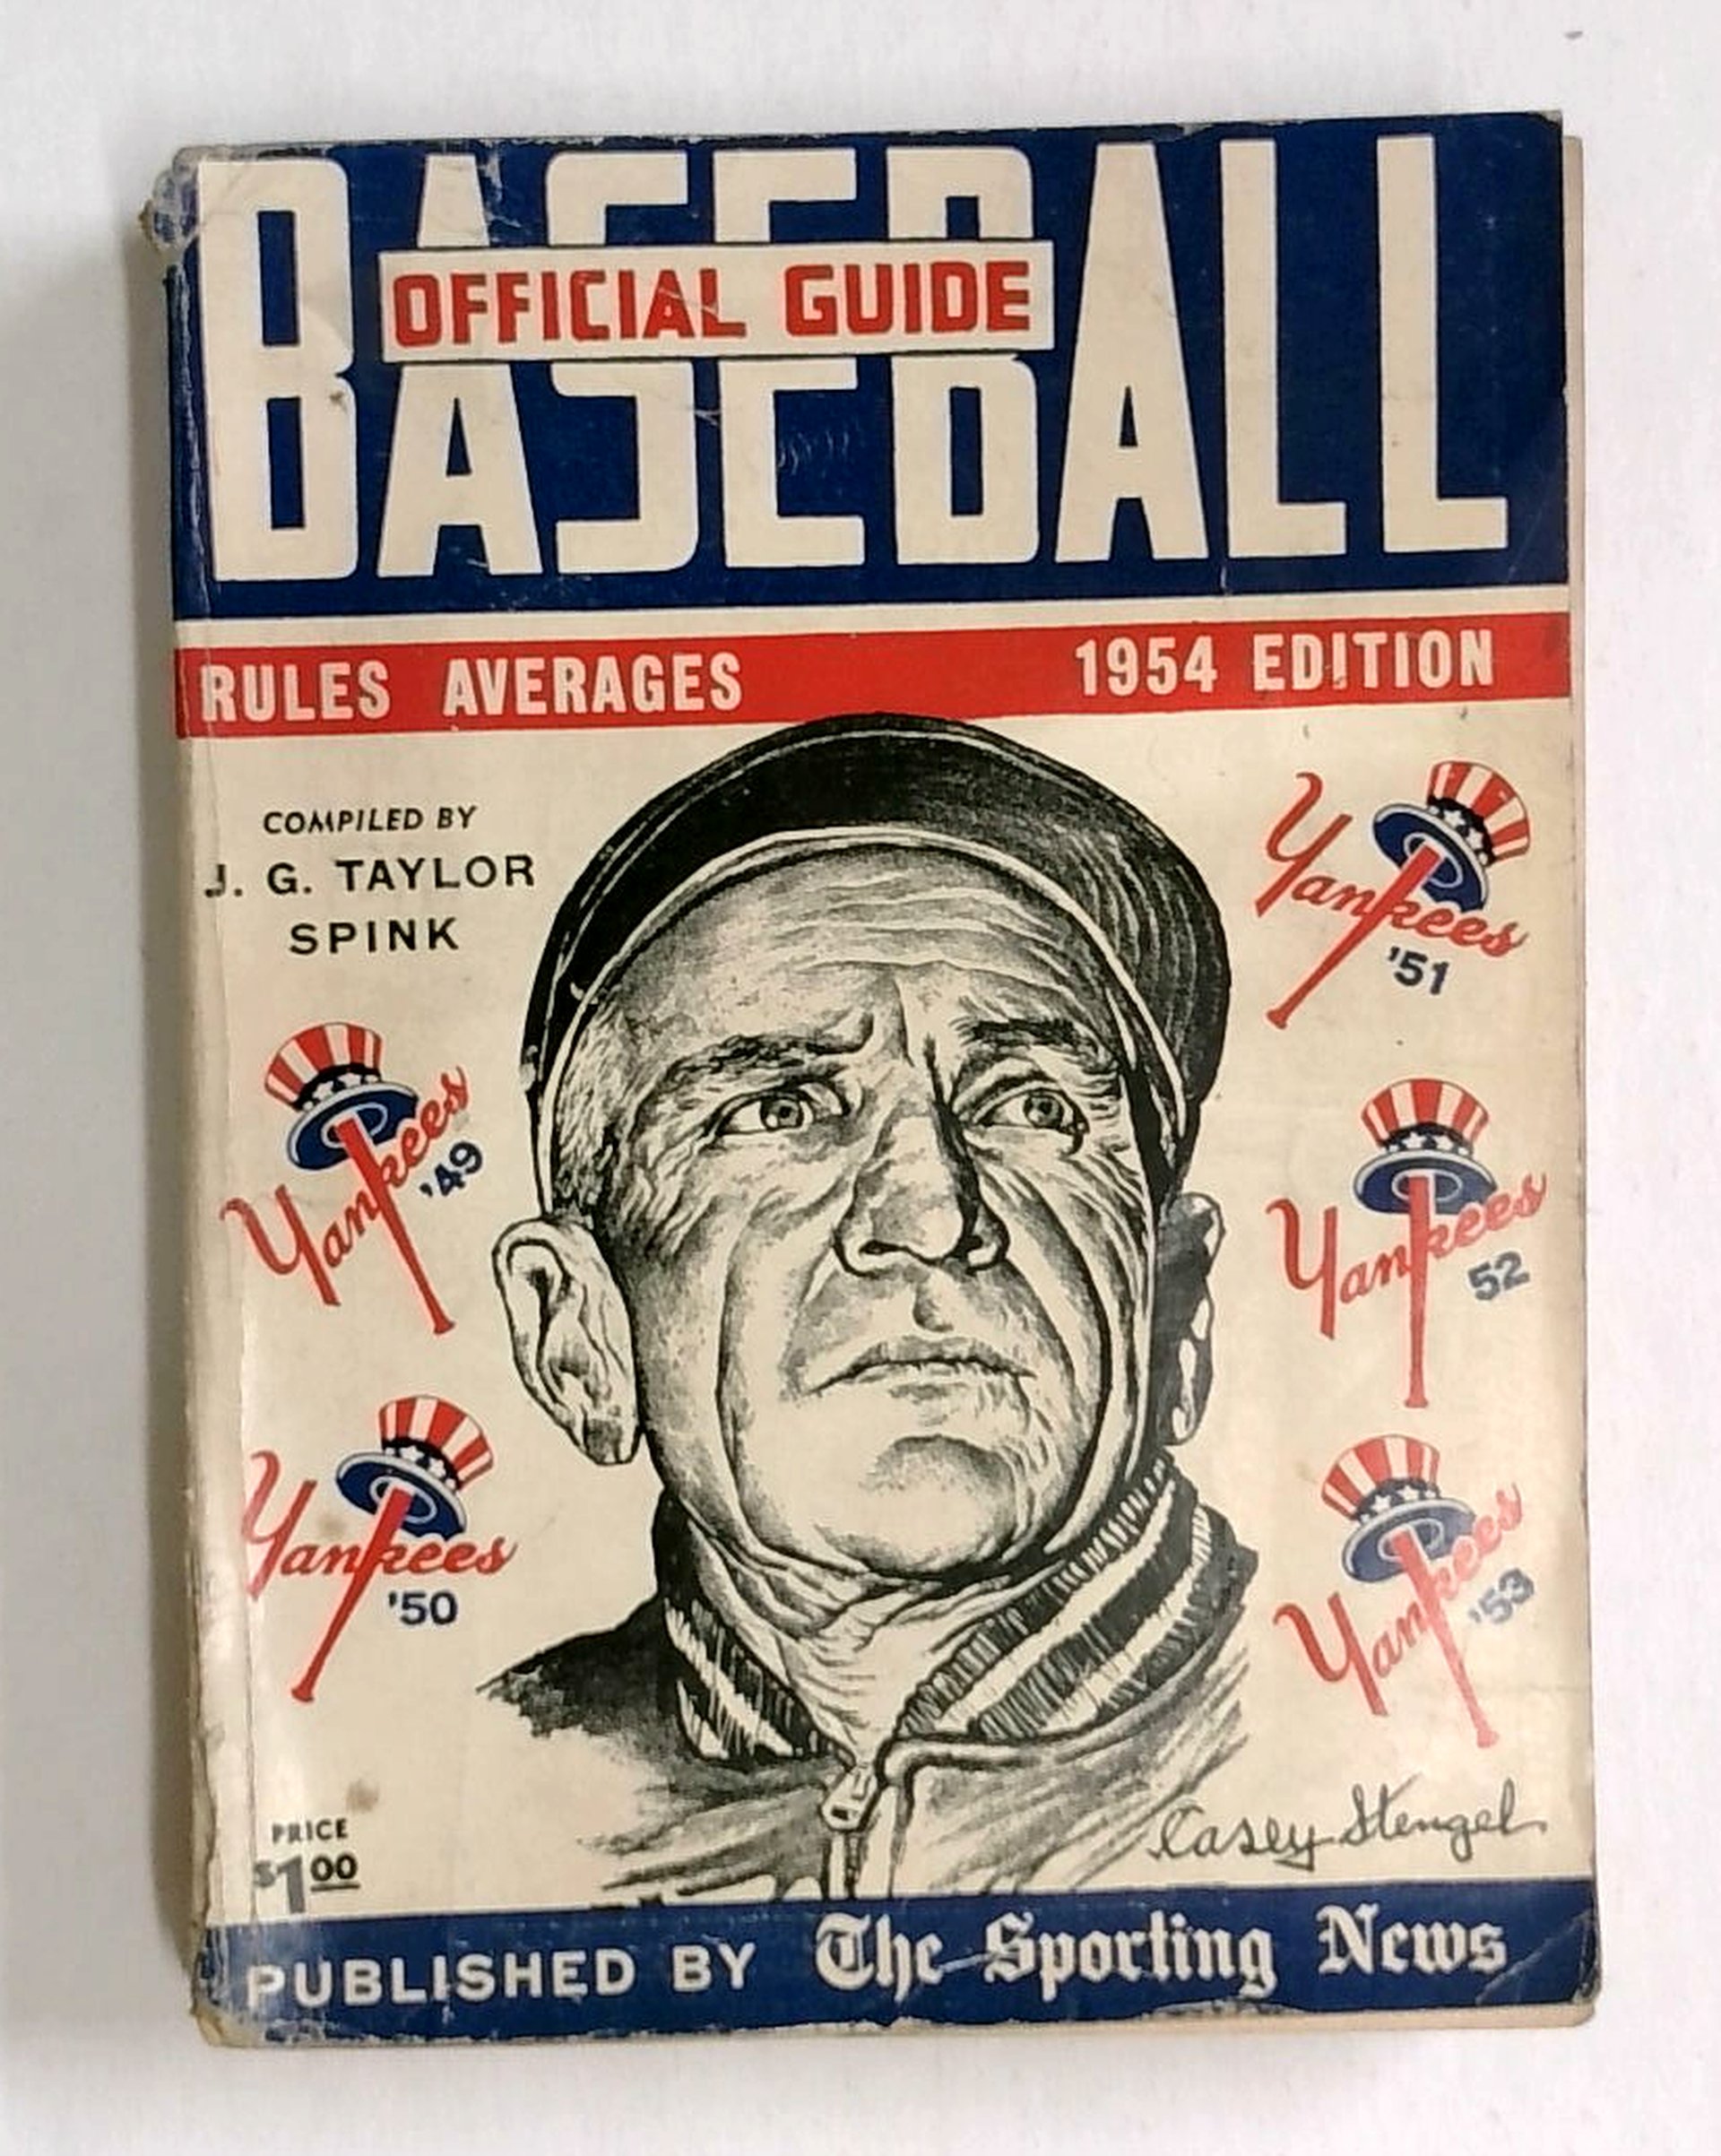 BASEBALL
OFFICIAL GUIDE
RULES AVERAGES 1954 EDITION
COMPILED BY
J. G. TAYLOR
SPINK
Yankees
'51
Yankees
'49
Yankees
52
Yankees
'50
Yankees
'53
PRICE
$1.00
Casey Stengel
PUBLISHED BY The Sporting News